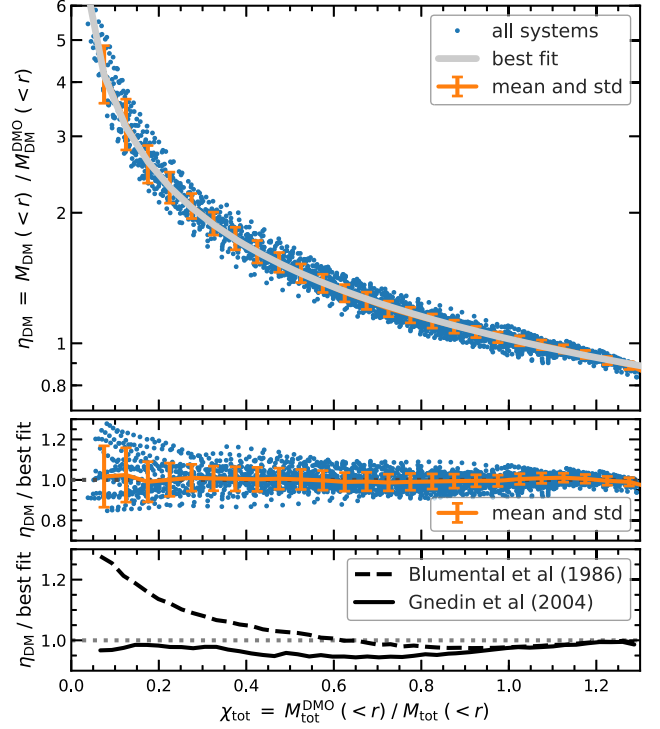 6
4
3
2
1
0.8
η_DM = M_DM (< r) / M_DM^DMO (< r)
all systems
best fit
mean and std
1.2
1.0
0.8
η_DM / best fit
mean and std
1.2
1.0
η_DM / best fit
Blumental et al (1986)
Gnedin et al (2004)
0.0 0.2 0.4 0.6 0.8 1.0 1.2
χ_tot = M_tot^DMO (< r) / M_tot (< r)